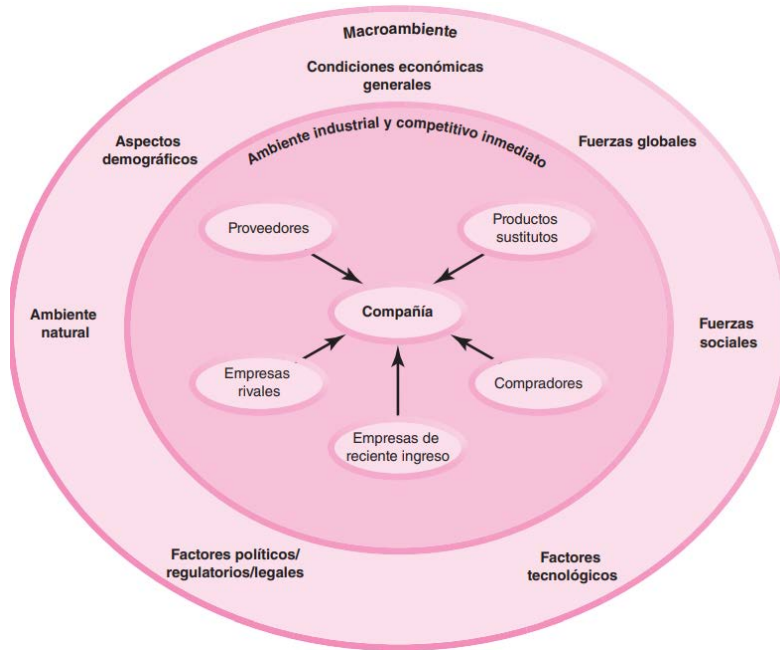 Macroambiente
Condiciones económicas
generales
Aspectos
demográficos
Ambiente industrial y competitivo inmediato
Fuerzas globales
Proveedores
Productos
sustitutos
Ambiente
natural
Compañía
Fuerzas
sociales
Empresas
rivales
Compradores
Empresas de
reciente ingreso
Factores políticos/
regulatorios/legales
Factores
tecnológicos